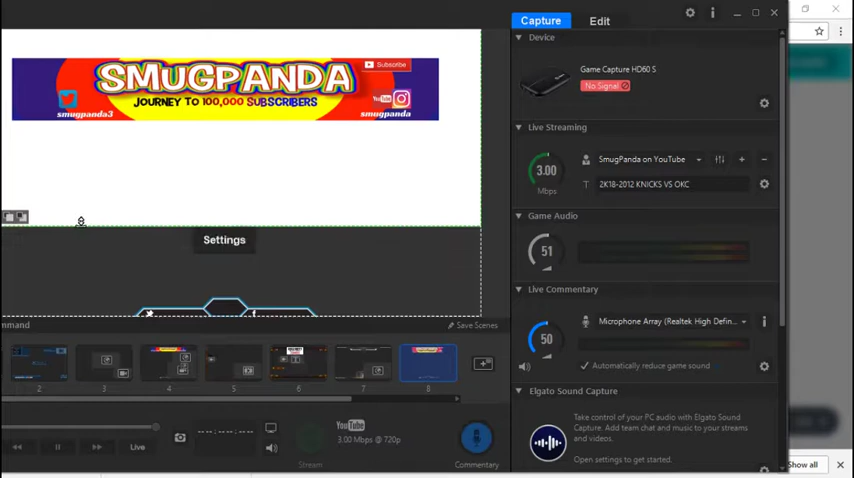 Capture
Edit
Device
Game Capture HD60 S
No Signal
Live Streaming
3.00
Mbps
SmugPanda on YouTube
T 2K18-2012 KNICKS VS OKC
Game Audio
51
Live Commentary
50
Microphone Array (Realtek High Defin...
Automatically reduce game sound
Elgato Sound Capture
Take control of your PC audio with Elgato Sound
Capture. Add team chat and music to your streams
and videos.
Open settings to get started.
Subscribe
SMUGPANDA
JOURNEY TO 100,000 SUBSCRIBERS
YouTube
smugpanda3
smugpanda
Settings
mmand
Save Scenes
2
3
4
5
6
7
8
Live
---:---:---
Stream
YouTube
3.00 Mbps @ 720p
Commentary
Show all